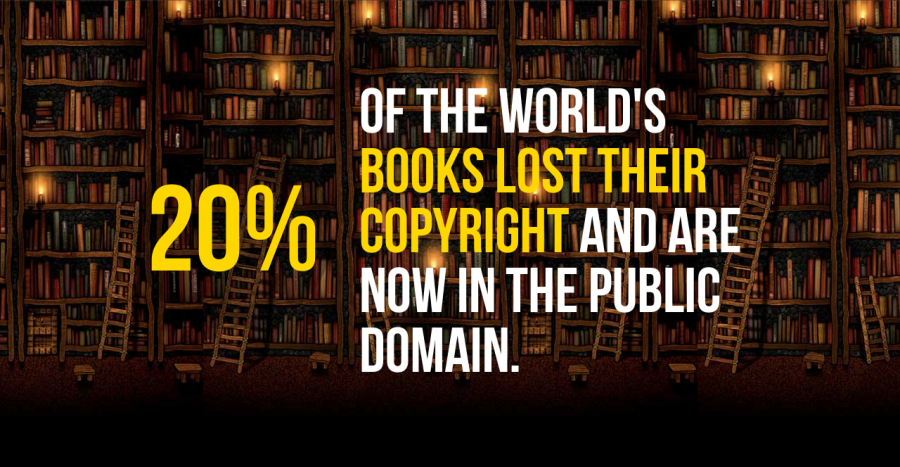 20%
OF THE WORLD'S
BOOKS LOST THEIR
COPYRIGHT AND ARE
NOW IN THE PUBLIC
DOMAIN.